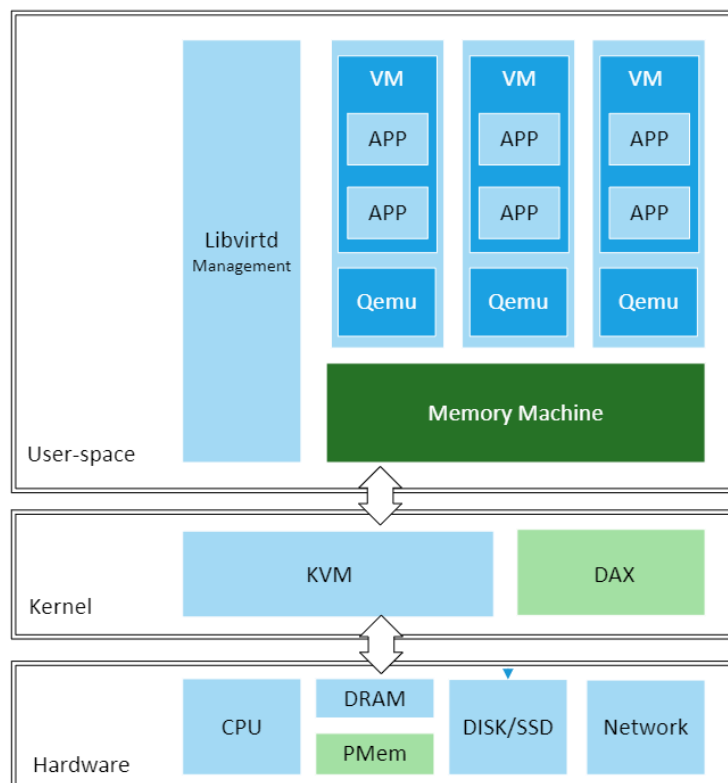 VM
VM
VM
APP
APP
APP
APP
APP
APP
Libvirtd
Management
Qemu
Qemu
Qemu
Memory Machine
User-space
KVM
DAX
Kernel
DRAM
CPU
DISK/SSD
Network
PMem
Hardware